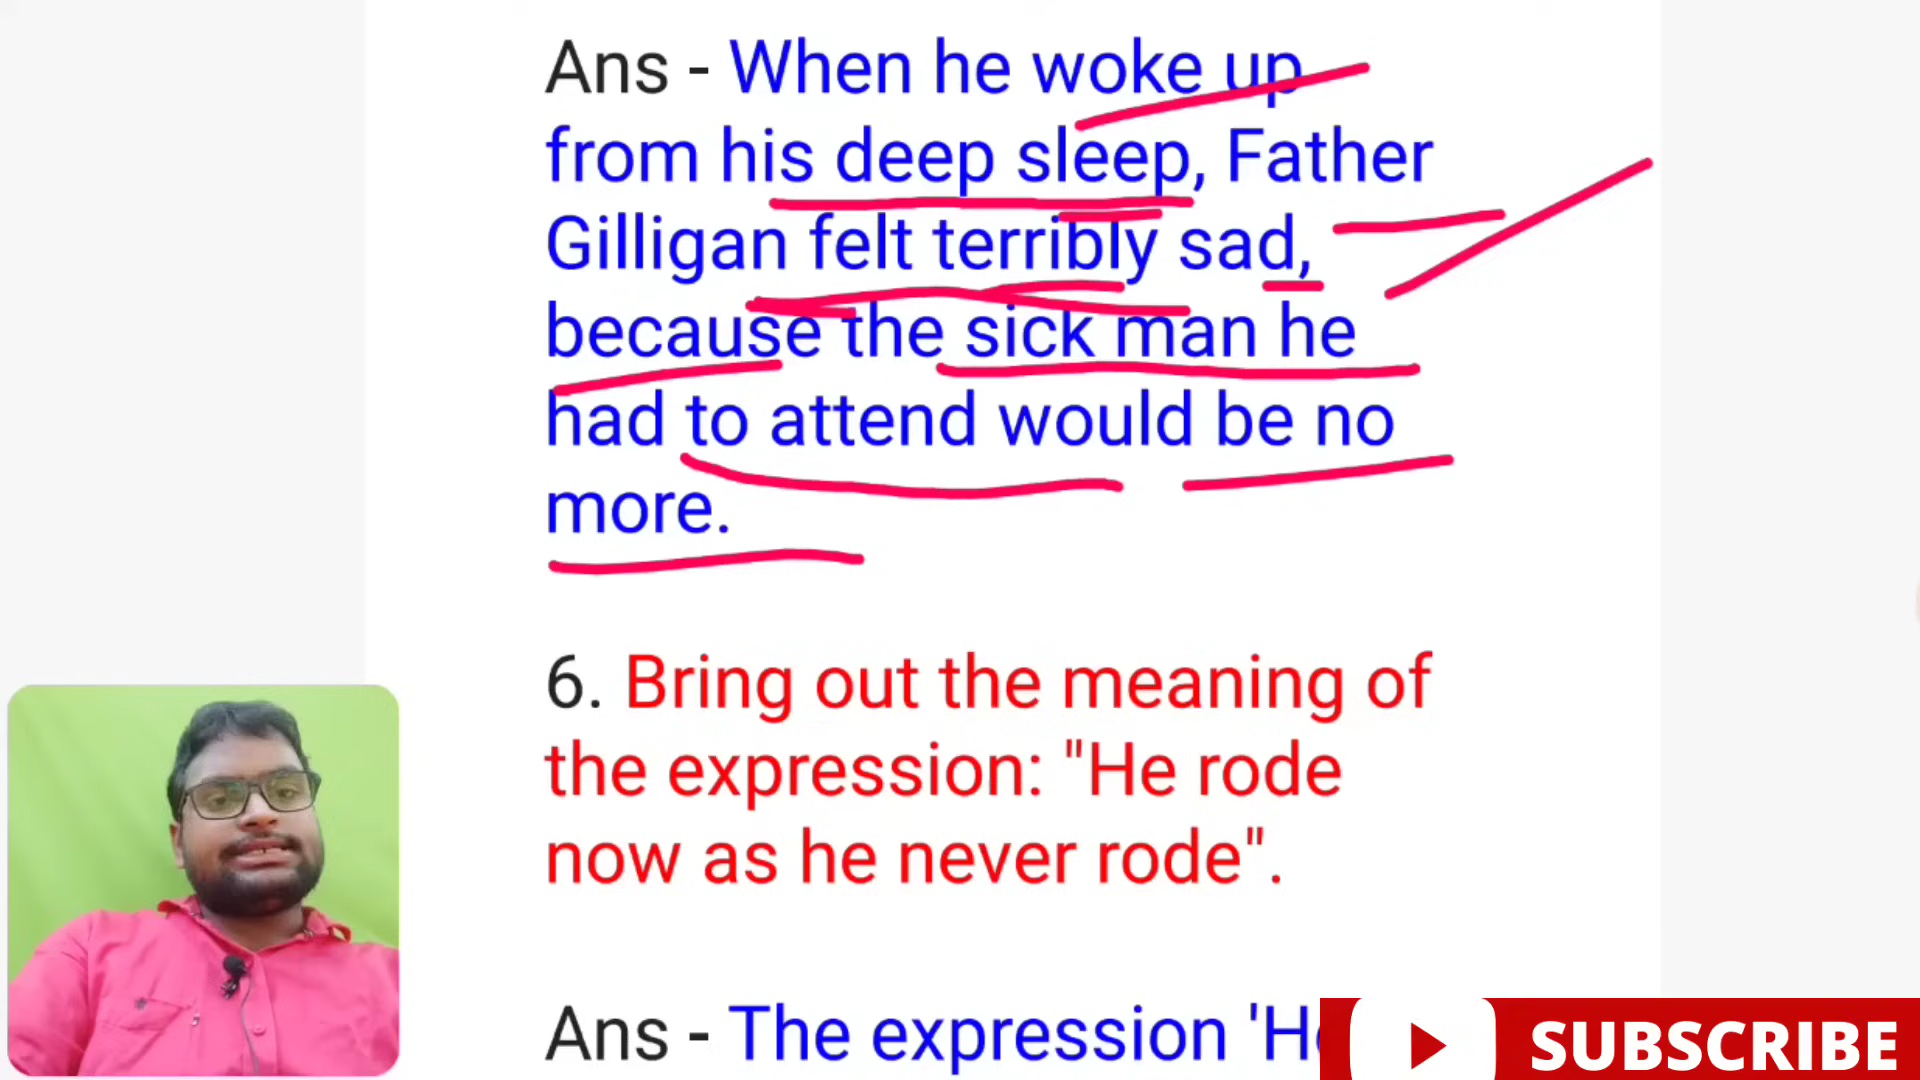 Ans - When he woke up
from his deep sleep, Father
Gilligan felt terribly sad,
because the sick man he
had to attend would be no
more.
6. Bring out the meaning of
the expression: "He rode
now as he never rode".
Ans - The expression 'He
SUBSCRIBE